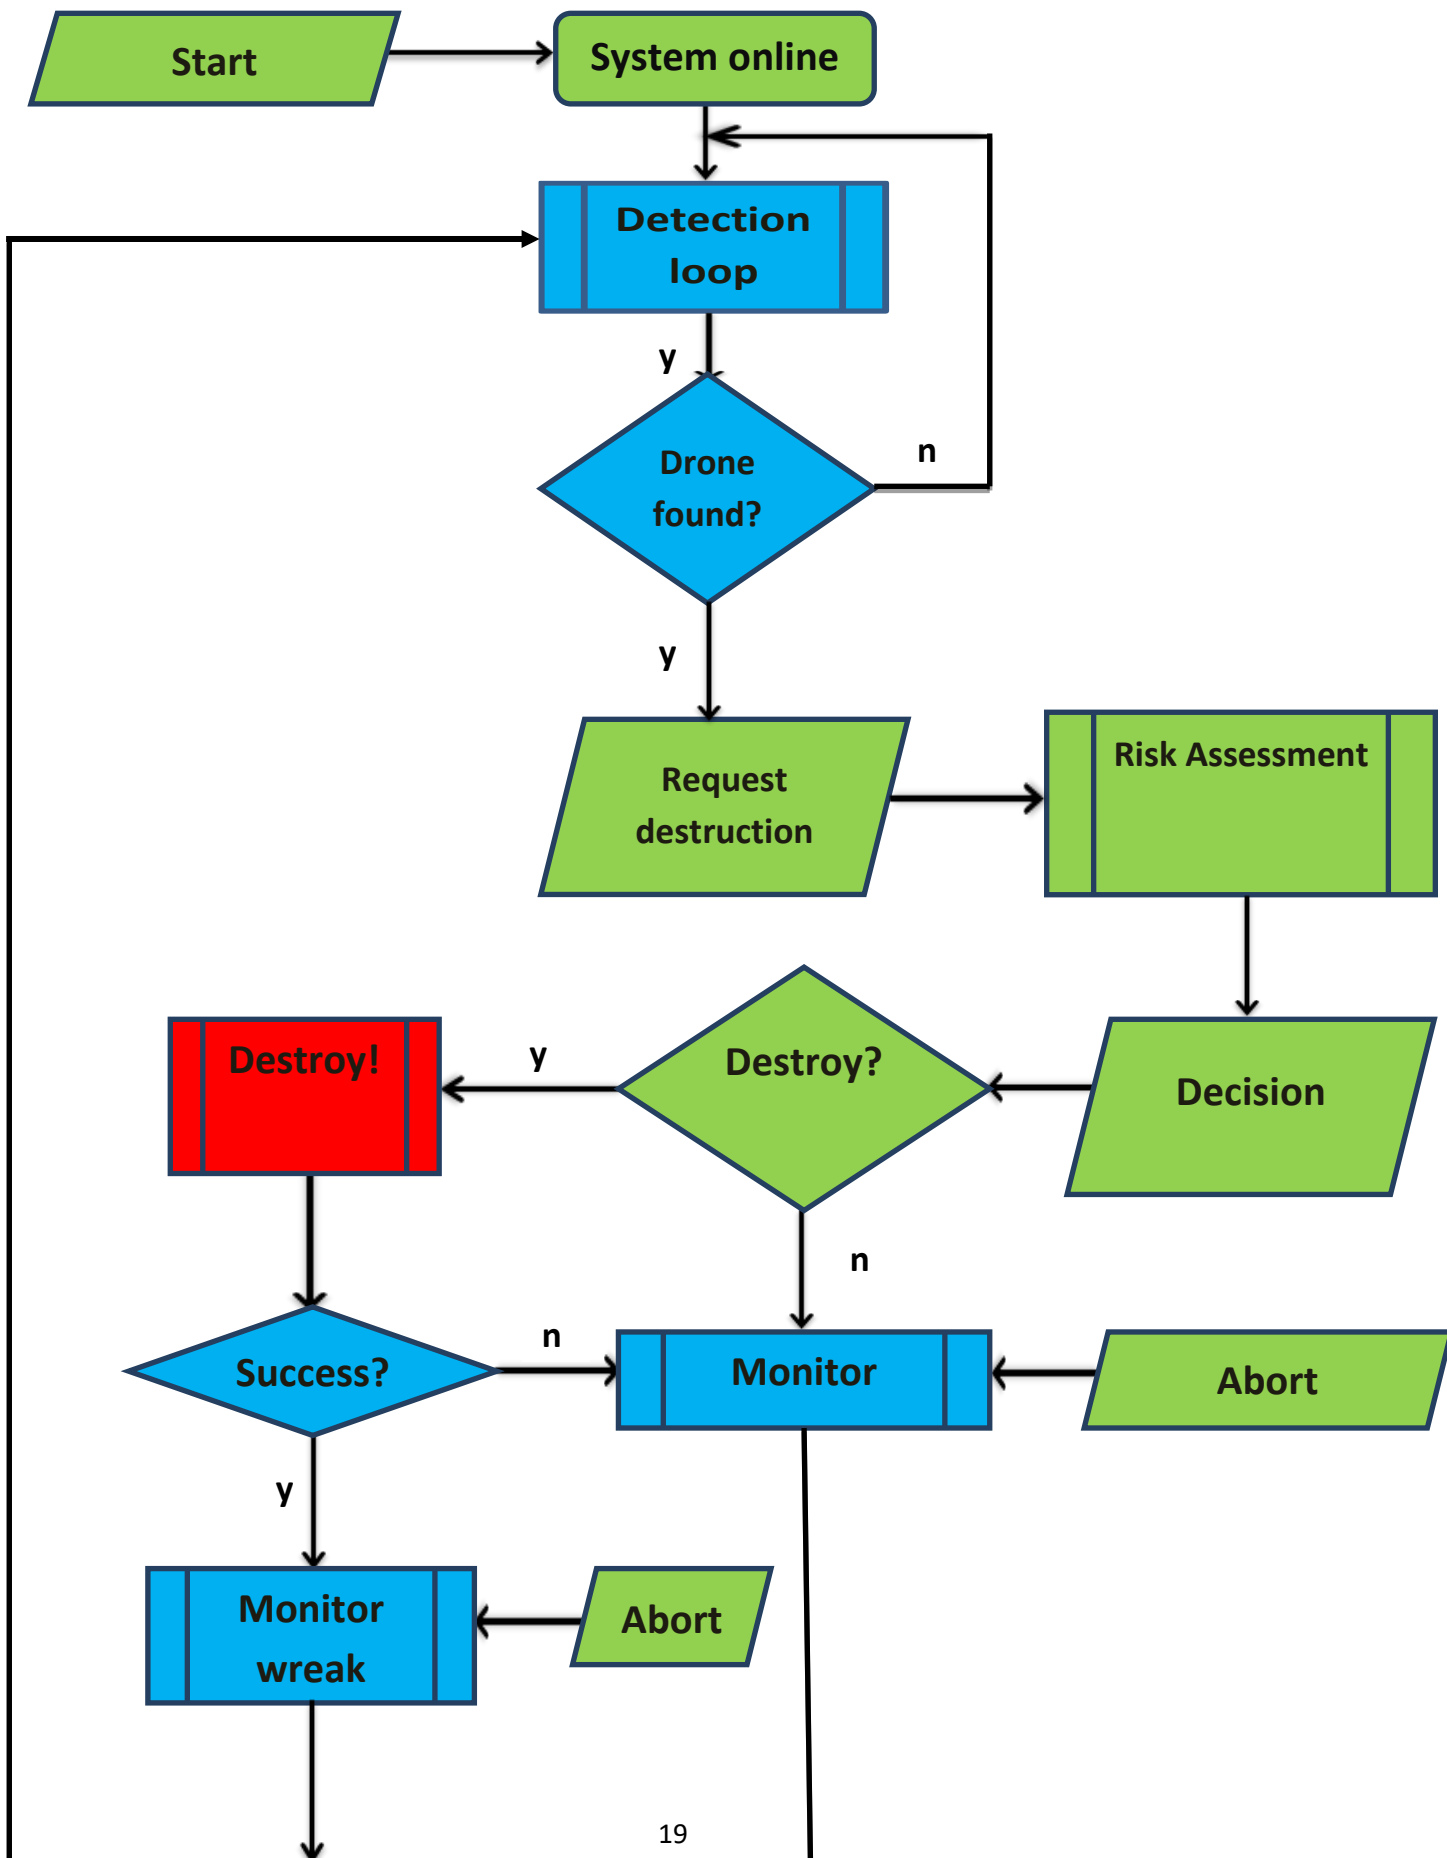 Start
System online
Detection
loop
y
Drone
found?
n
y
Request
destruction
Risk Assessment
Destroy!
y
Destroy?
Decision
n
Success?
n
Monitor
Abort
y
Monitor
wreak
Abort
19